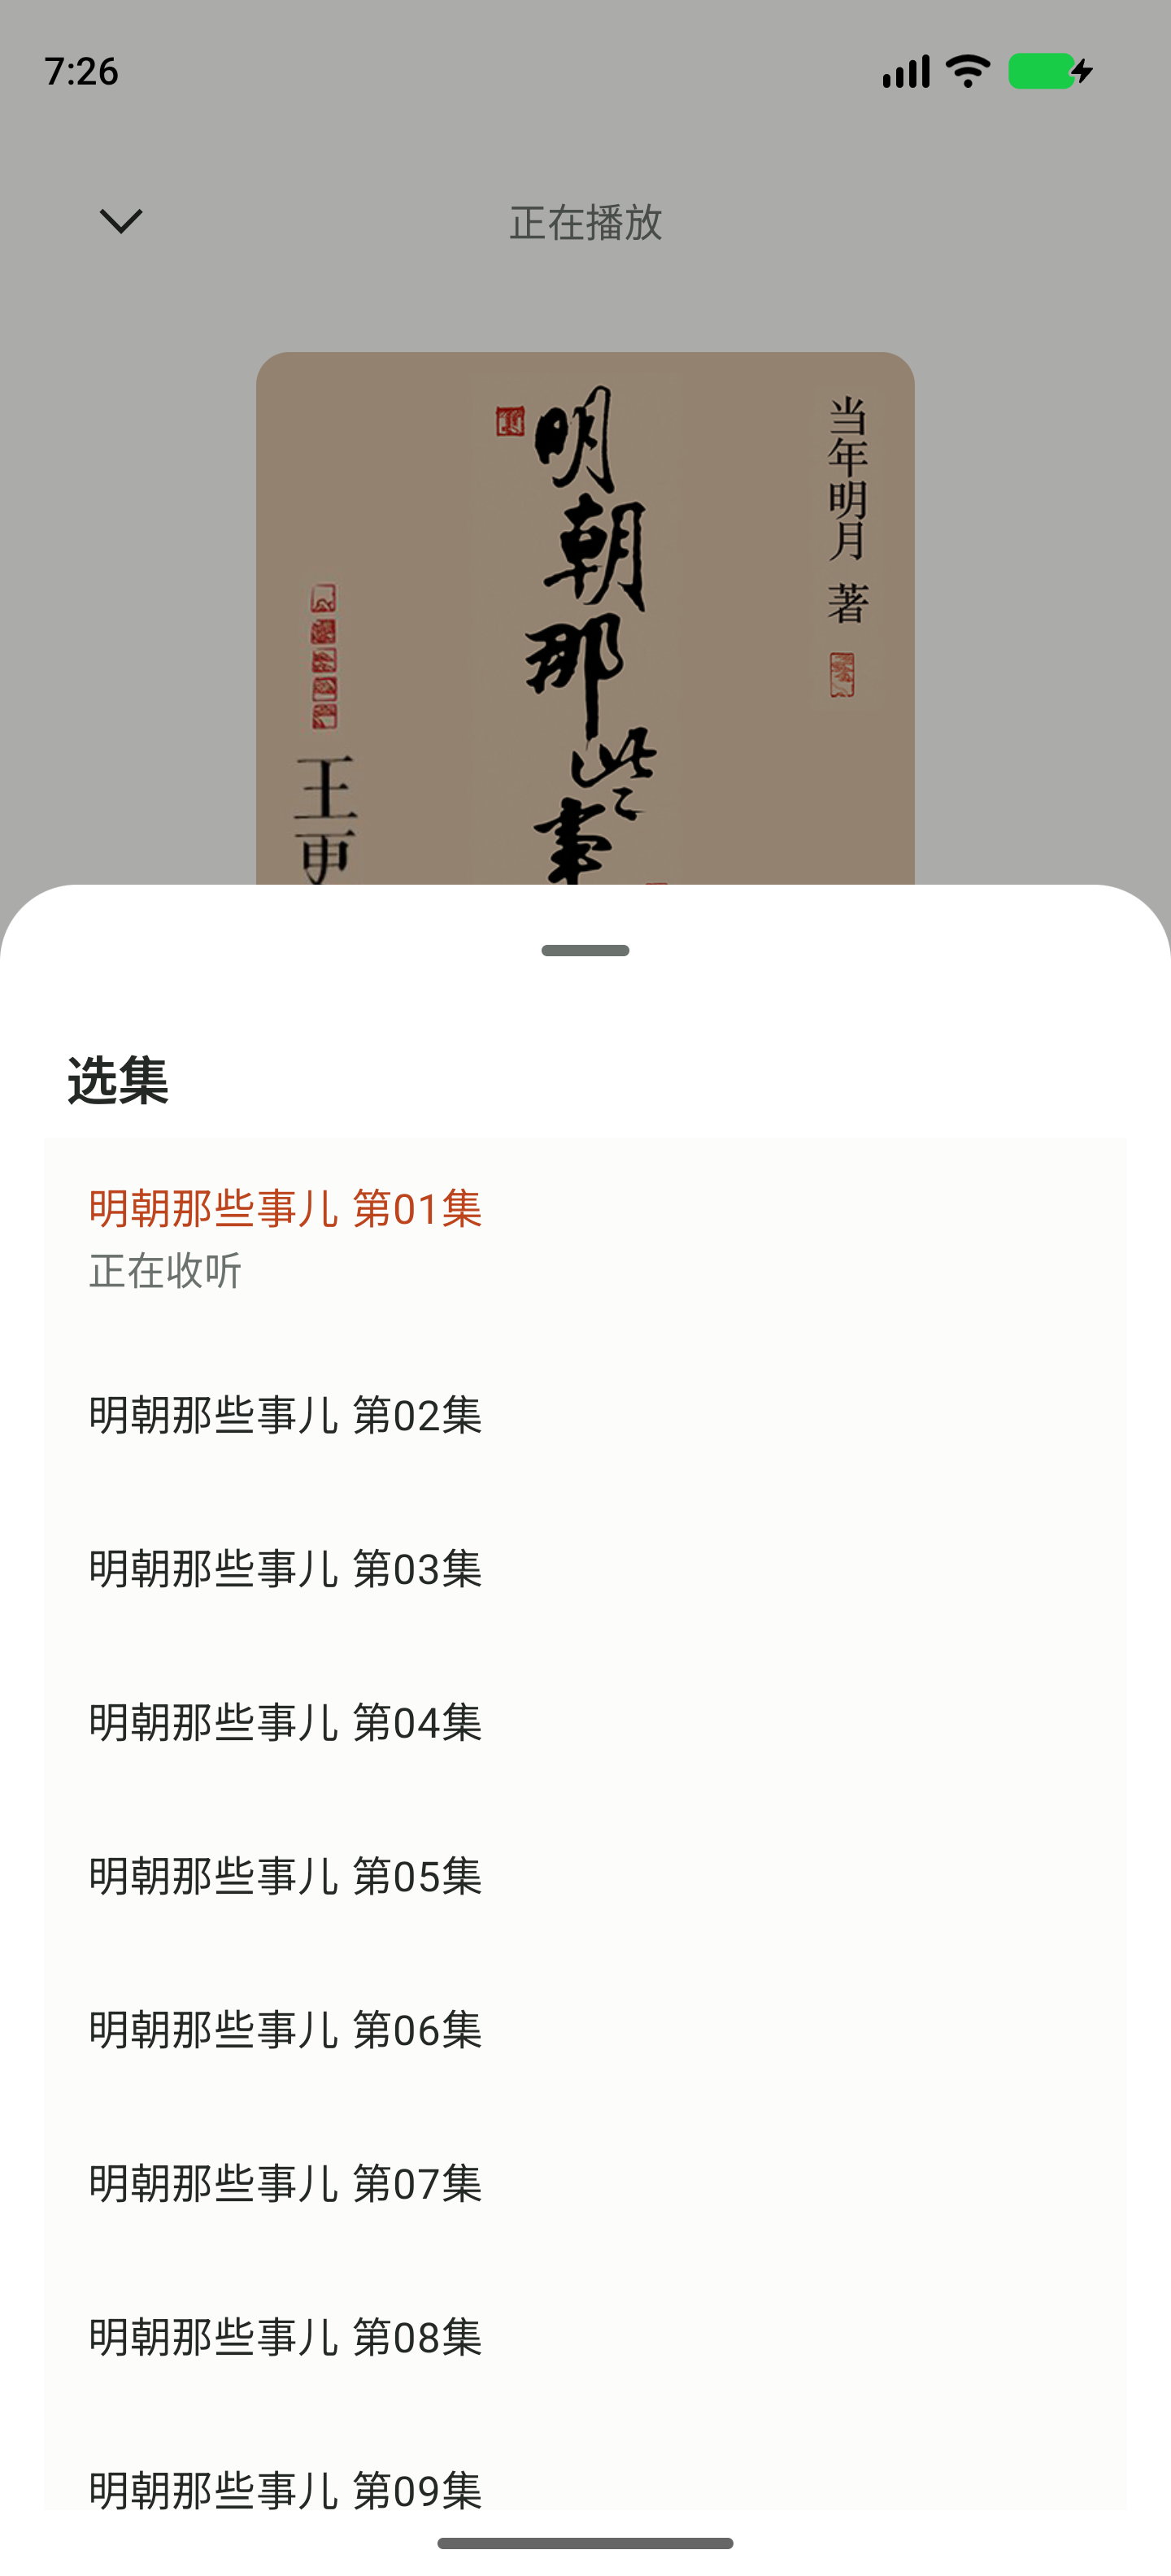 7:26
正在播放
当年明月 著
明朝那些事
王更
选集
明朝那些事儿 第01集
正在收听
明朝那些事儿 第02集
明朝那些事儿 第03集
明朝那些事儿 第04集
明朝那些事儿 第05集
明朝那些事儿 第06集
明朝那些事儿 第07集
明朝那些事儿 第08集
明朝那些事儿 第09集